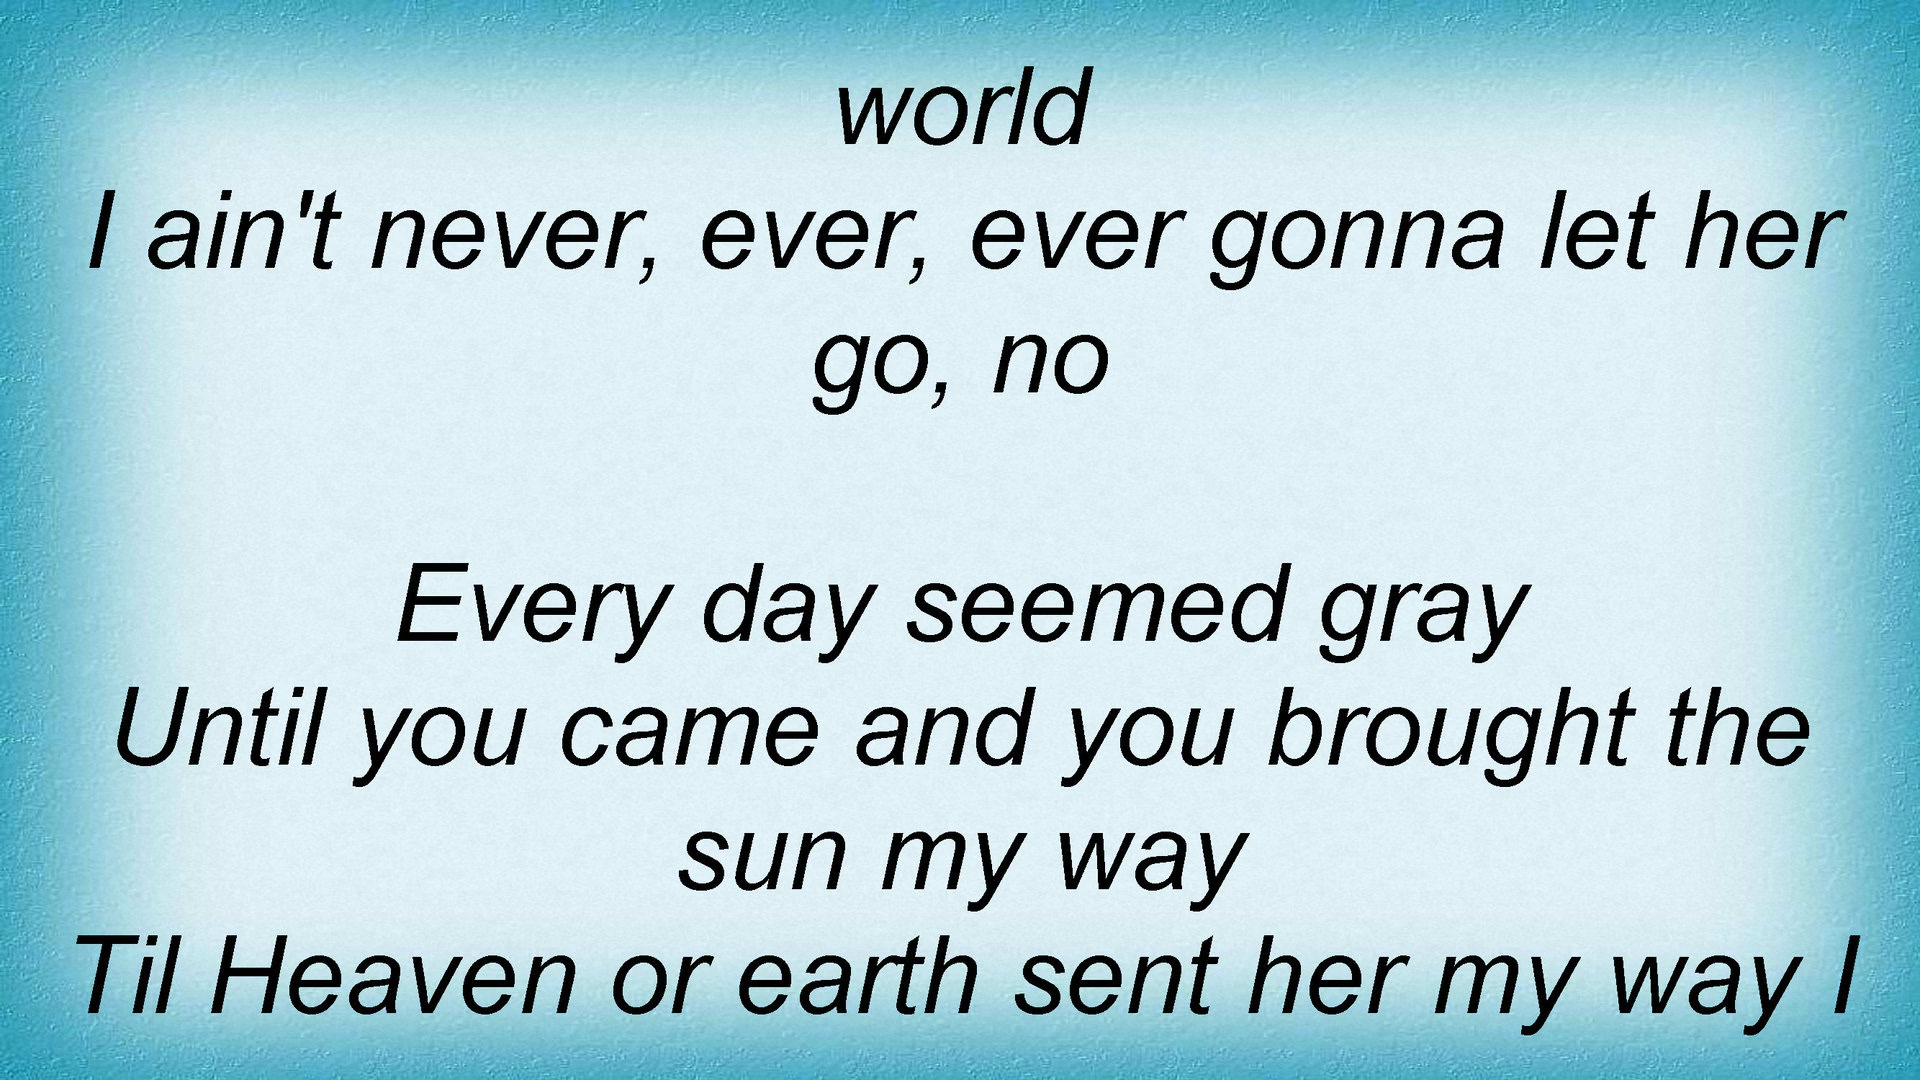 world
I ain't never, ever, ever gonna let her
go, no
Every day seemed gray
Until you came and you brought the
sun my way
Til Heaven or earth sent her my way I